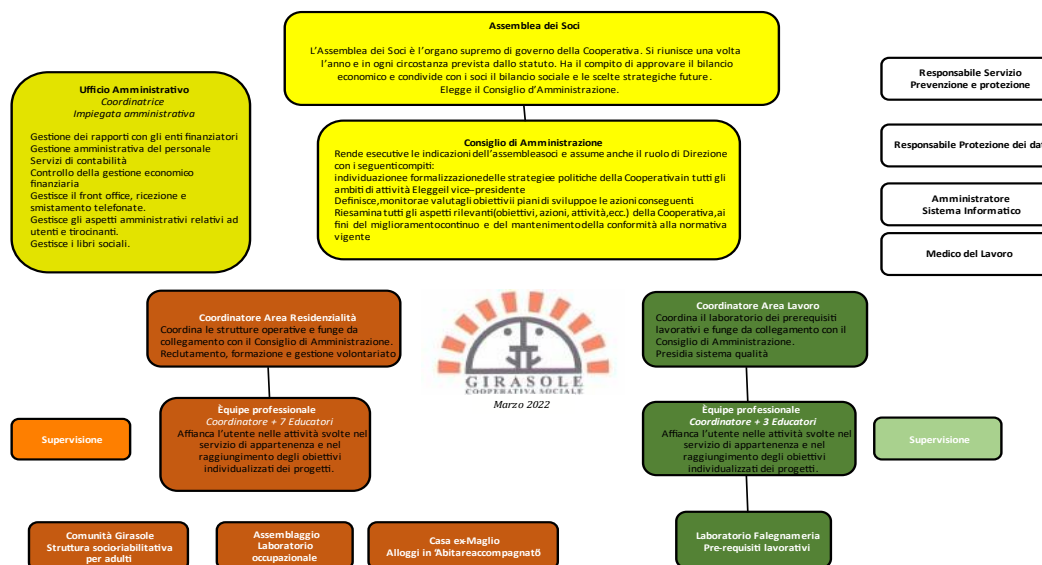 Assemblea dei Soci
L’Assemblea dei Soci è l’organo supremo di governo della Cooperativa. Si riunisce una volta
l’anno e in ogni circostanza prevista dallo statuto. Ha il compito di approvare il bilancio
economico e condivide con i soci il bilancio sociale e le scelte strategiche future.
Elegge il Consiglio d’Amministrazione.
Ufficio Amministrativo
Coordinatrice
Impiegata amministrativa
Gestione dei rapporti con gli enti finanziatori
Gestione amministrativa del personale
Servizi di contabilità
Controllo della gestione economico
finanziaria
Gestisce il front office, ricezione e
smistamento telefonate.
Gestisce gli aspetti amministrativi relativi ad
utenti e tirocinanti.
Gestisce i libri sociali.
Consiglio di Amministrazione
Rende esecutive le indicazioni dell’assembleasoci e assume anche il ruolo di Direzione
con i seguenticompiti:
individuazionee formalizzazionedelle strategiee politiche della Cooperativain tutti gli
ambiti di attività Eleggeil vice–presidente
Definisce,monitorae valutagli obiettivii piani di sviluppoe le azioni conseguenti.
Riesamina tutti gli aspetti rilevanti(obiettivi, azioni, attività,ecc.) della Cooperativa,ai
fini del miglioramentocontinuo e del mantenimento della conformità alla normativa
vigente
Responsabile Servizio
Prevenzione e protezione
Responsabile Protezione dei dat
Amministratore
Sistema Informatico
Medico del Lavoro
Coordinatore Area Residenzialità
Coordina le strutture operative e funge da
collegamento con il Consiglio di Amministrazione.
Reclutamento, formazione e gestione volontariato
GIRASOLE
COOPERATIVA SOCIALE
Marzo 2022
Coordinatore Area Lavoro
Coordina il laboratorio dei prerequisiti
lavorativi e funge da collegamento con il
Consiglio di Amministrazione.
Presidia sistema qualità
Supervisione
Èquipe professionale
Coordinatore + 7 Educatori
Affianca l’utente nelle attività svolte nel
servizio di appartenenza e nel
raggiungimento degli obiettivi
individualizzati dei progetti.
Èquipe professionale
Coordinatore + 3 Educatori
Affianca l’utente nelle attività svolte nel
servizio di appartenenza e nel
raggiungimento degli obiettivi
individualizzati dei progetti.
Supervisione
Comunità Girasole
Struttura socioriabilitativa
per adulti
Assemblaggio
Laboratorio
occupazionale
Casa ex-Maglio
Alloggi in “Abitareaccompagnato”
Laboratorio Falegnameria
Pre-requisiti lavorativi